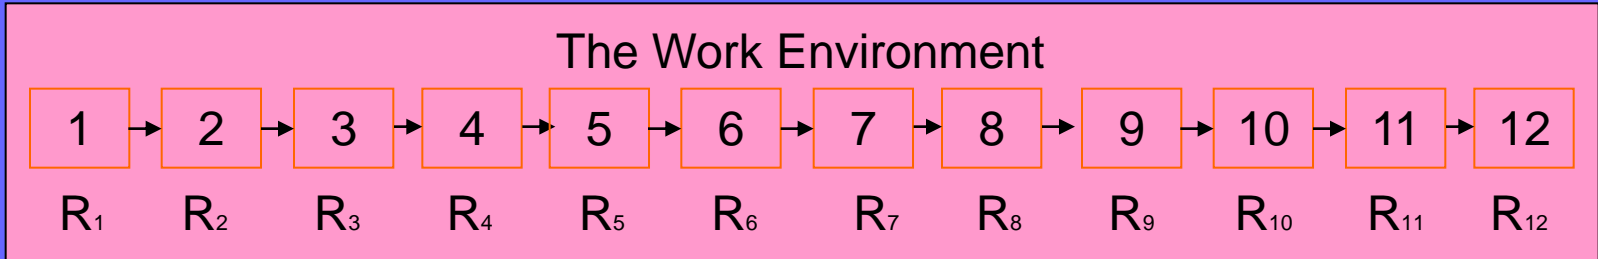 The Work Environment
1 2 3 4 5 6 7 8 9 10 11 12
R1 R2 R3 R4 R5 R6 R7 R8 R9 R10 R11 R12